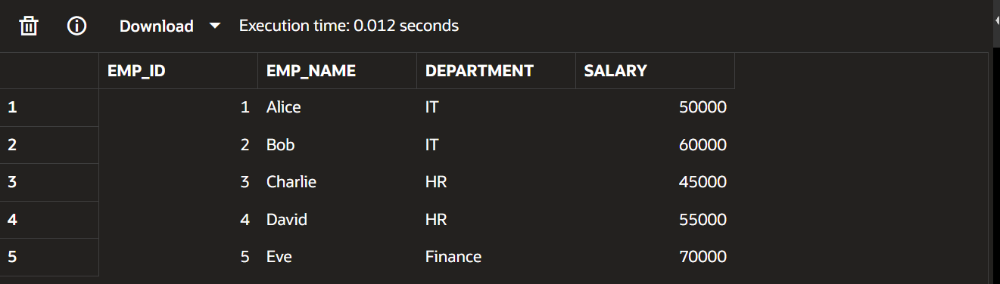 Download Execution time: 0.012 seconds
EMP_ID EMP_NAME DEPARTMENT SALARY
1 1 Alice IT 50000
2 2 Bob IT 60000
3 3 Charlie HR 45000
4 4 David HR 55000
5 5 Eve Finance 70000